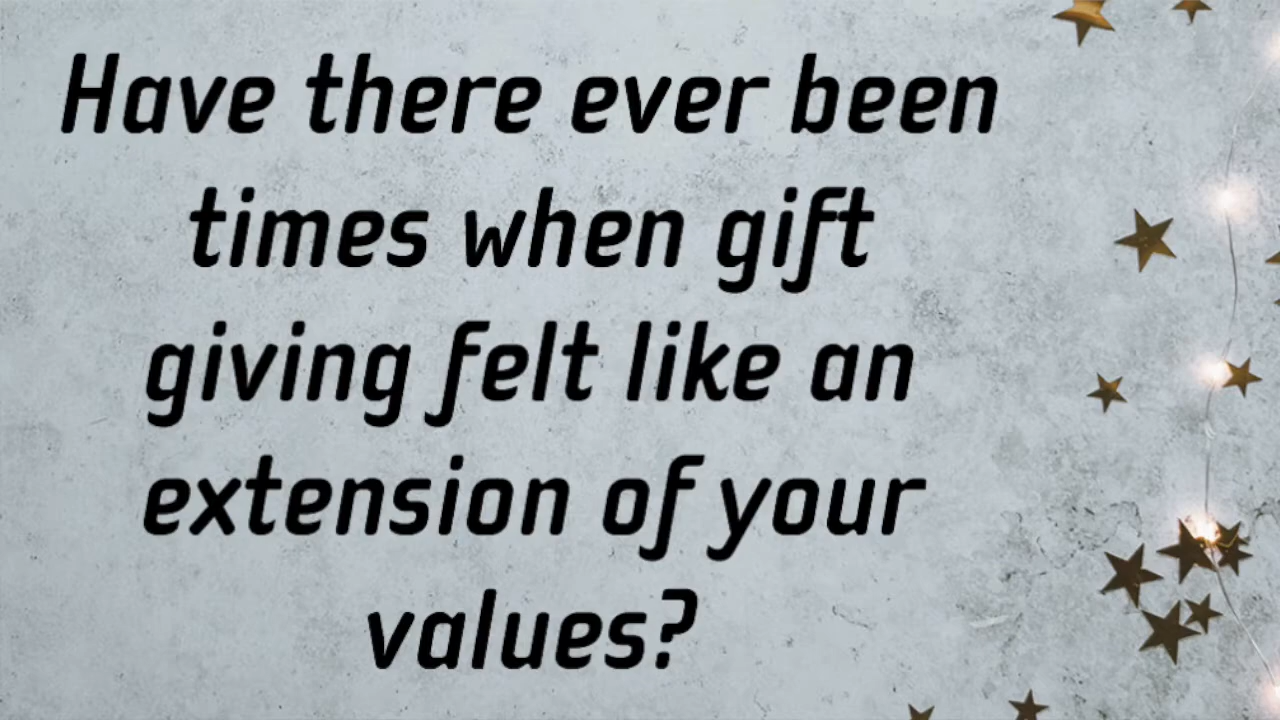 Have there ever been
times when gift
giving felt like an
extension of your
values?